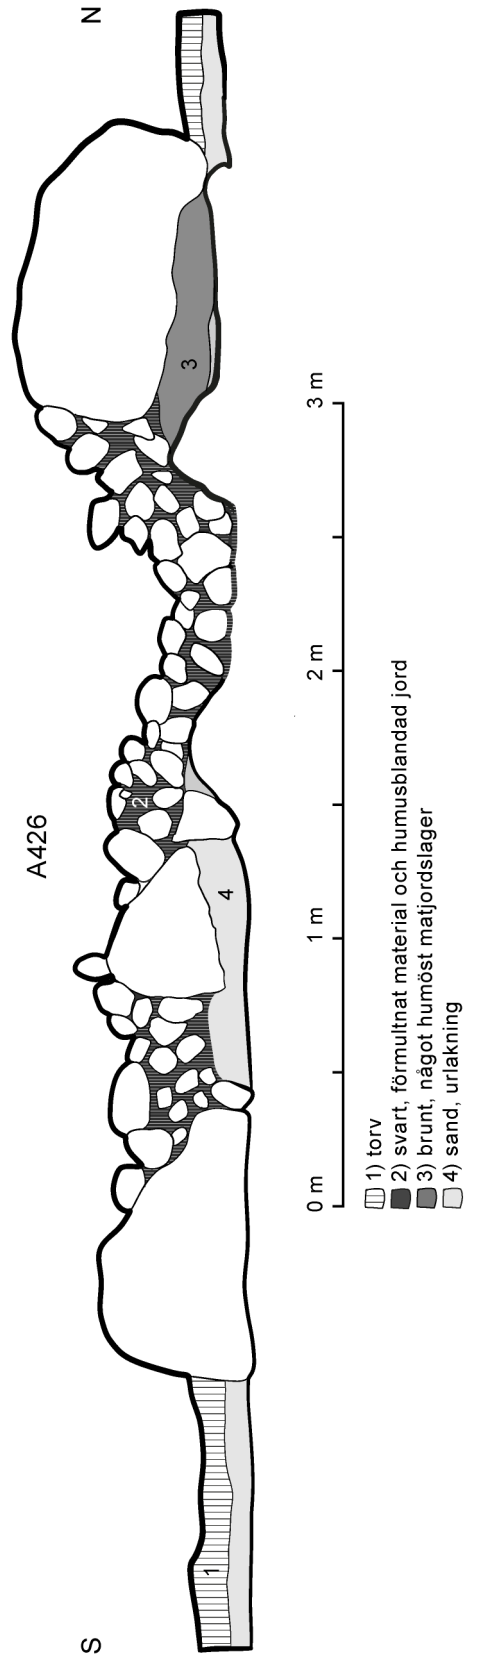 A426
S
N
1
2
3
4
0 m
1 m
2 m
3 m
1) torv
2) svart, förmultnat material och humusblandad jord
3) brunt, något humöst matjordslager
4) sand, urlakning